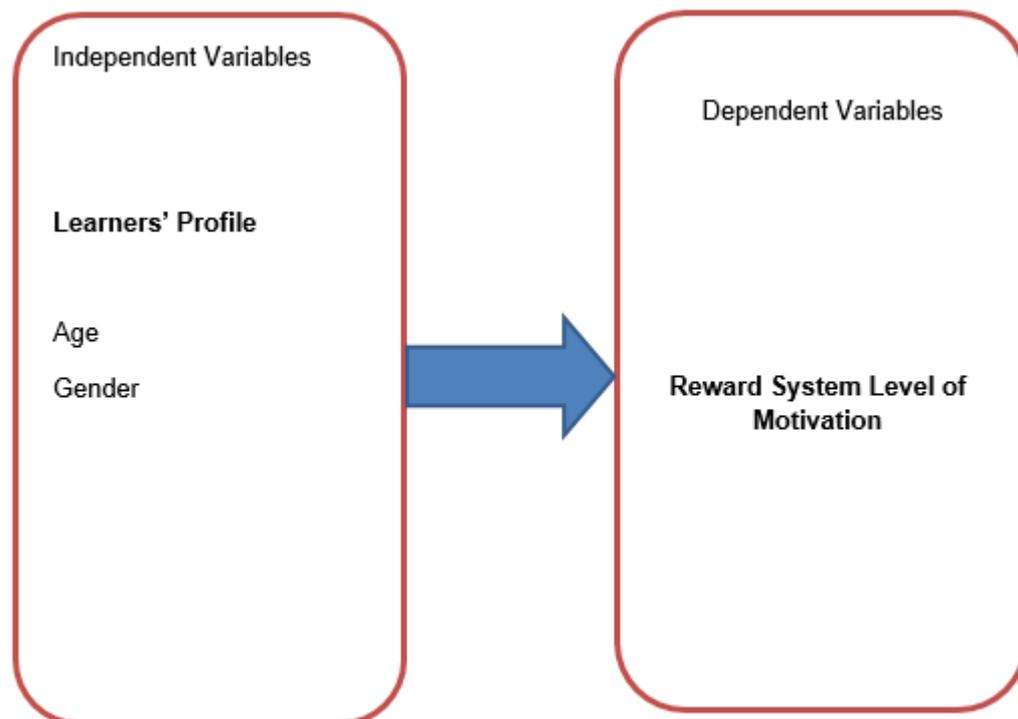 Independent Variables
Learners’ Profile
Age
Gender
Dependent Variables
Reward System Level of
Motivation